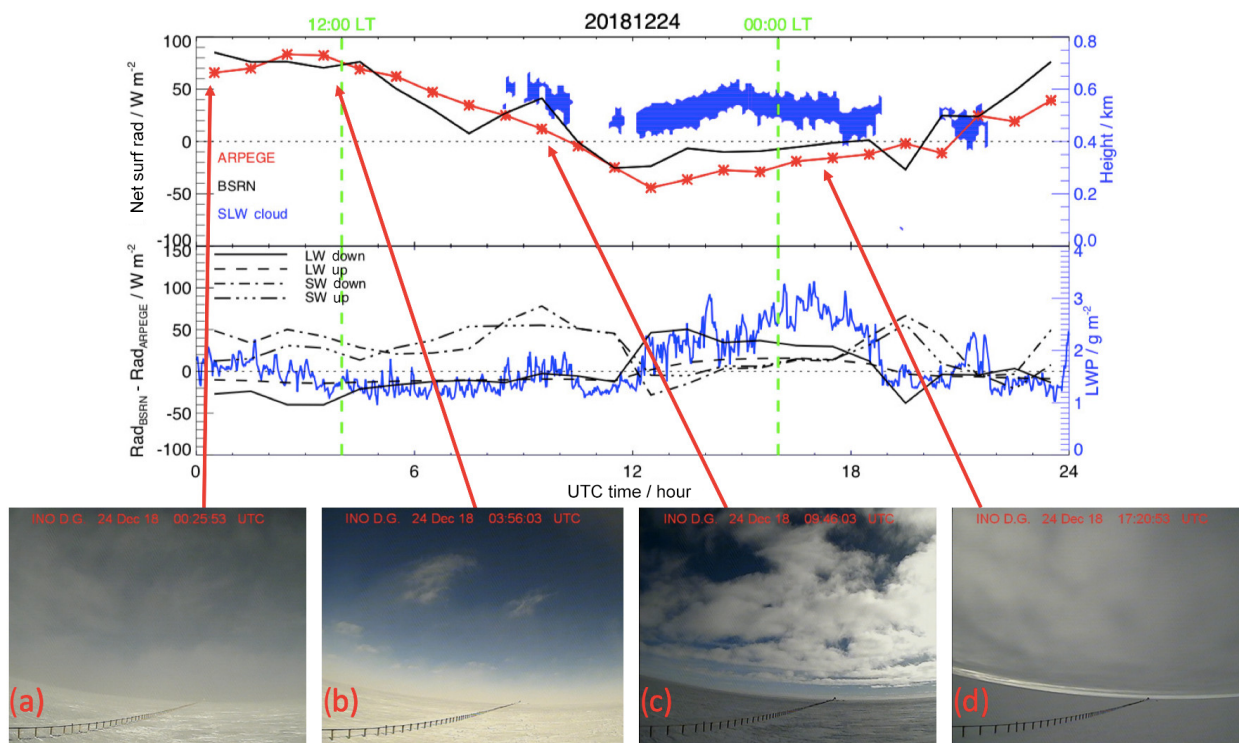 20181224
12:00 LT
00:00 LT
100
50
0
-50
-100
Net surf rad / W m-2
ARPEGE
BSRN
SLW cloud
0.8
0.6
0.4
0.2
0.0
Height / km
150
100
50
0
-50
-100
RadBSRN - RadARPEGE / W m-2
LW down
LW up
SW down
SW up
4
3
2
1
0
LWP / g m-2
0
6
12
18
24
UTC time / hour
INO D.G. 24 Dec 18 00:25:53 UTC
(a)
INO D.G. 24 Dec 18 03:56:03 UTC
(b)
INO D.G. 24 Dec 18 09:46:03 UTC
(c)
INO D.G. 24 Dec 18 17:20:53 UTC
(d)